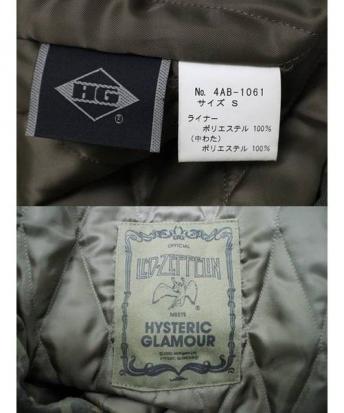 HG
®
No. 4AB-1061
サイズ S
ライナー
ポリエステル 100%
(中わた)
ポリエステル 100%
OFFICIAL
LED-ZEPPELIN
MEETS
HYSTERIC
GLAMOUR